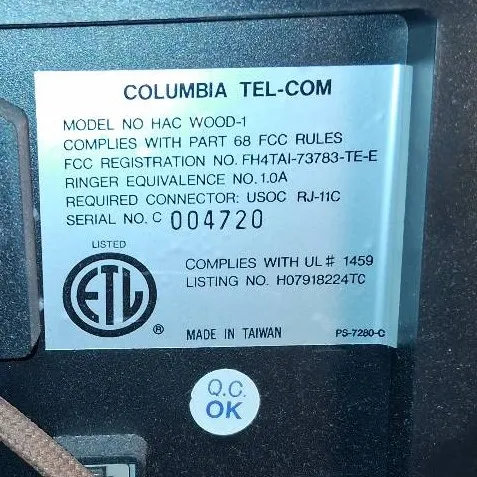 COLUMBIA TEL-COM
MODEL NO HAC WOOD-1
COMPLIES WITH PART 68 FCC RULES
FCC REGISTRATION NO. FH4TAI-73783-TE-E
RINGER EQUIVALENCE NO. 1.0A
REQUIRED CONNECTOR: USOC RJ-11C
SERIAL NO. C 004720
LISTED
ETL
®
COMPLIES WITH UL# 1459
LISTING NO. H07918224TC
MADE IN TAIWAN
PS-7280-C
Q.C.
OK